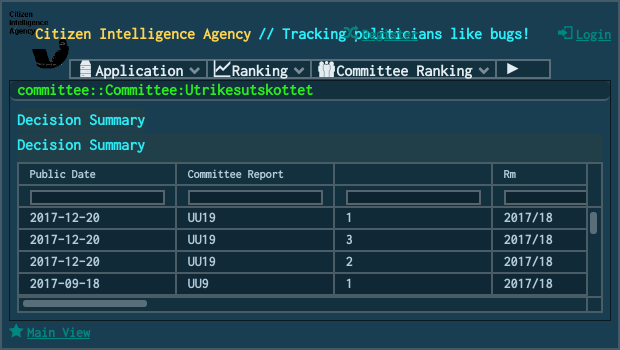 Citizen
Intelligence
Agency
Citizen Intelligence Agency // Tracking politicians like bugs!
Register
Login
Application Ranking Committee Ranking
committee::Committee:Utrikesutskottet
Decision Summary
Decision Summary
Public Date Committee Report Rm
2017-12-20 UU19 1 2017/18
2017-12-20 UU19 3 2017/18
2017-12-20 UU19 2 2017/18
2017-09-18 UU9 1 2017/18
Main View